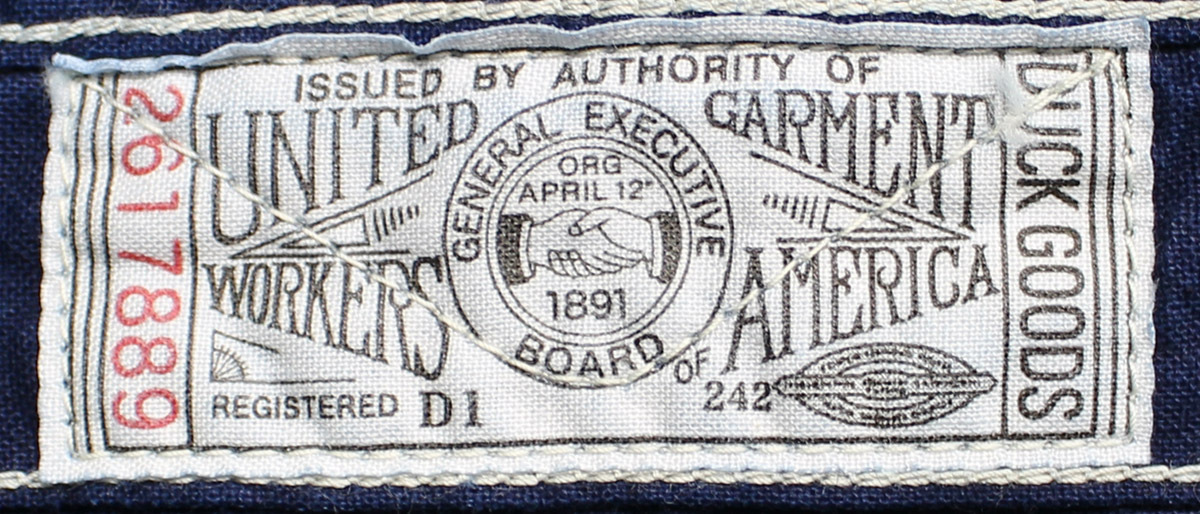 2617889
ISSUED BY AUTHORITY OF
UNITED GARMENT
WORKERS OF AMERICA
GENERAL EXECUTIVE
BOARD
ORG
APRIL 12"
1891
REGISTERED D1
242
DUCK GOODS